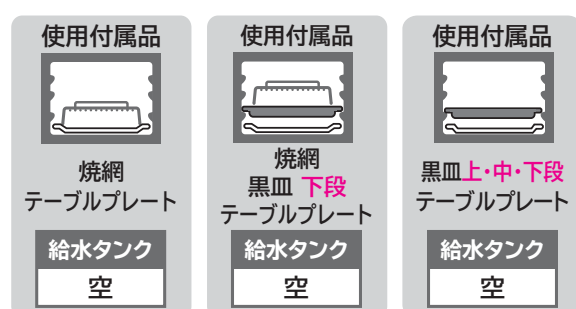 使用付属品
焼網
テーブルプレート
給水タンク
空
使用付属品
焼網
黒皿 下段
テーブルプレート
給水タンク
空
使用付属品
黒皿上・中・下段
テーブルプレート
給水タンク
空